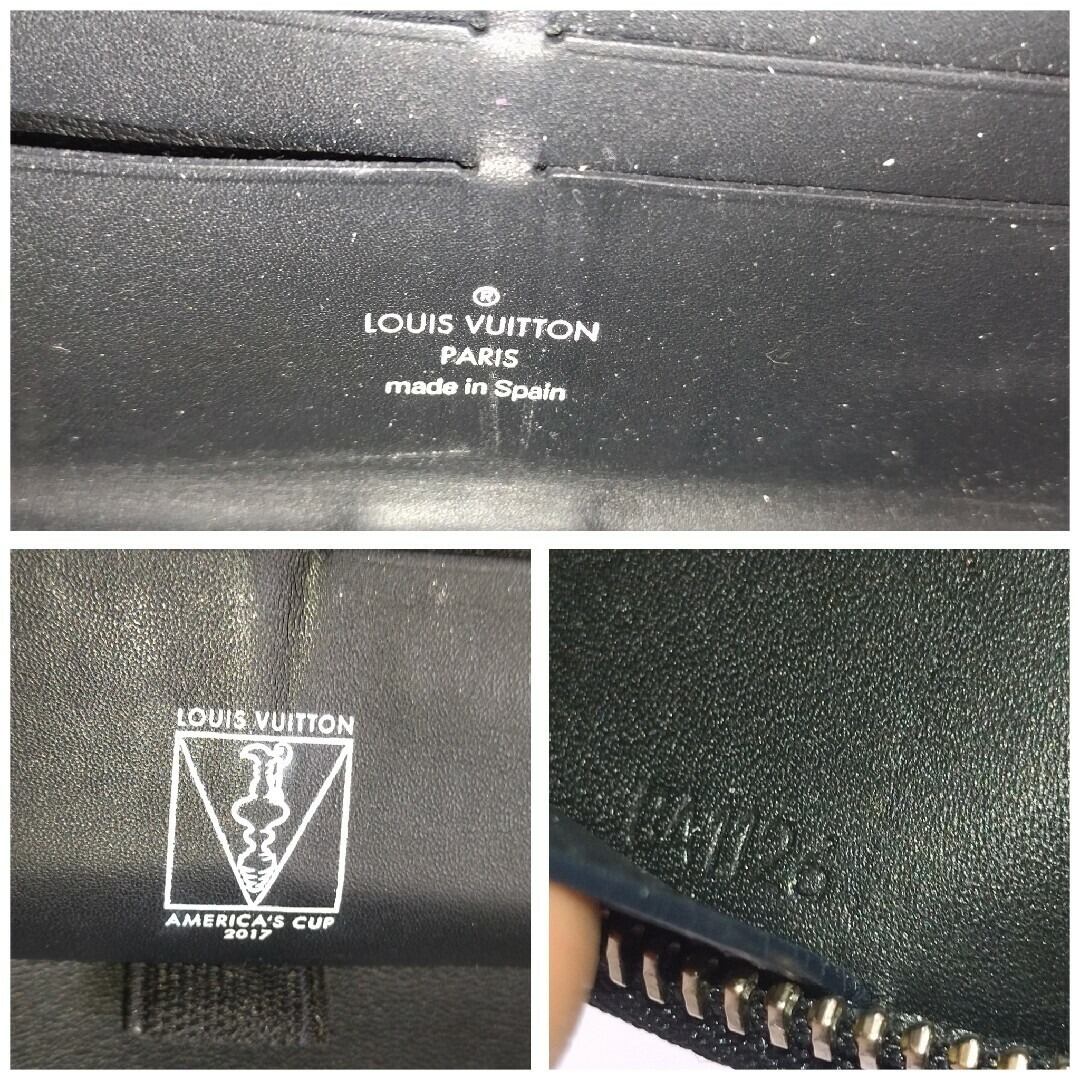 ®
LOUIS VUITTON
PARIS
made in Spain
LOUIS VUITTON
AMERICA'S CUP
2017